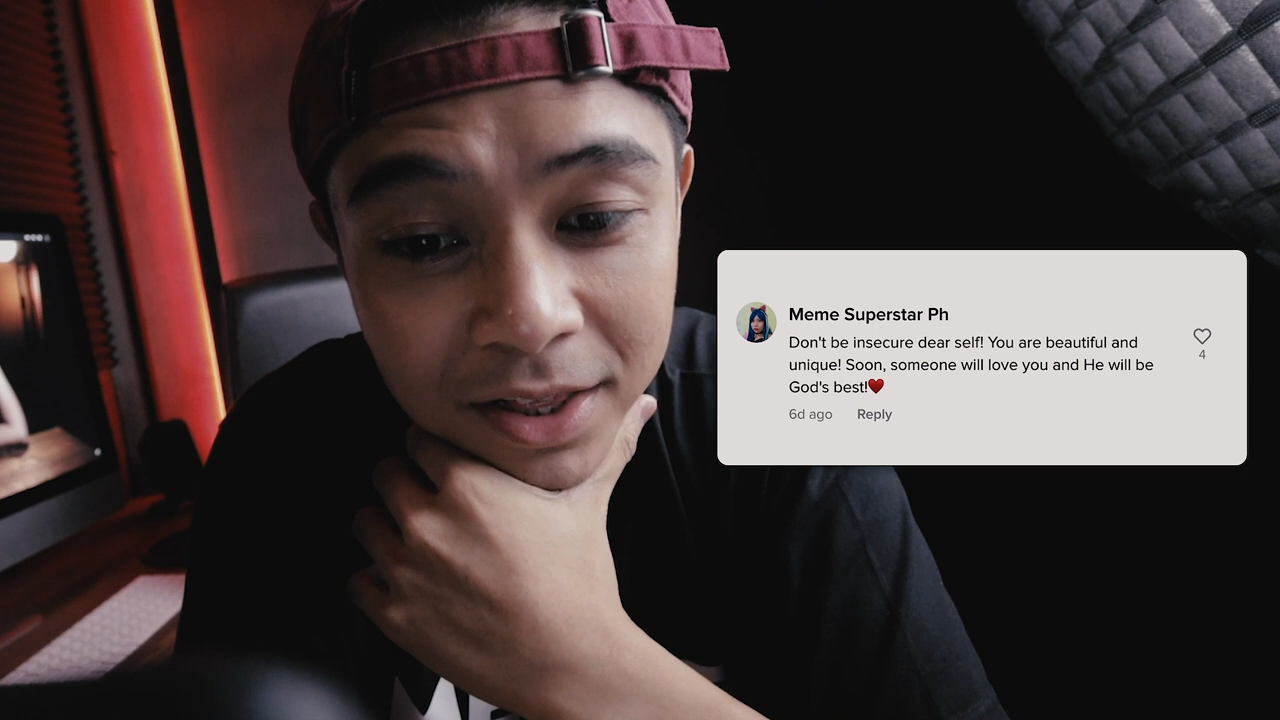 Meme Superstar Ph
Don't be insecure dear self! You are beautiful and
unique! Soon, someone will love you and He will be
God's best!❤️
4
6d ago Reply